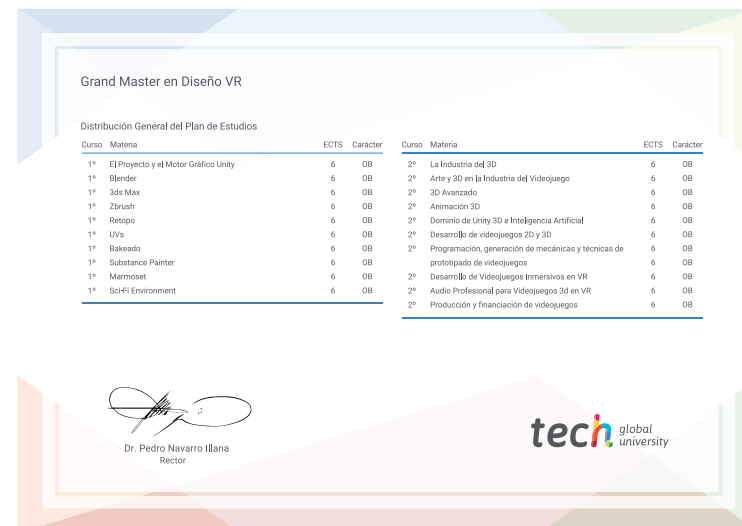 Grand Master en Diseño VR
Distribución General del Plan de Estudios
Curso Materia ECTS Carácter
1º El Proyecto y el Motor Gráfico Unity 6 OB
1º Blender 6 OB
1º 3ds Max 6 OB
1º Zbrush 6 OB
1º Retopo 6 OB
1º UVs 6 OB
1º Bakeado 6 OB
1º Substance Painter 6 OB
1º Marmoset 6 OB
1º Sci-Fi Environment 6 OB
Curso Materia ECTS Carácter
2º La Industria del 3D 6 OB
2º Arte y 3D en la Industria del Videojuego 6 OB
2º 3D Avanzado 6 OB
2º Animación 3D 6 OB
2º Dominio de Unity 3D e Inteligencia Artificial 6 OB
2º Desarrollo de videojuegos 2D y 3D 6 OB
2º Programación, generación de mecánicas y técnicas de 6 OB
prototipado de videojuegos 6 OB
2º Desarrollo de Videojuegos Inmersivos en VR 6 OB
2º Audio Profesional para Videojuegos 3d en VR 6 OB
2º Producción y financiación de videojuegos 6 OB
Dr. Pedro Navarro Illana
Rector
tech global
university